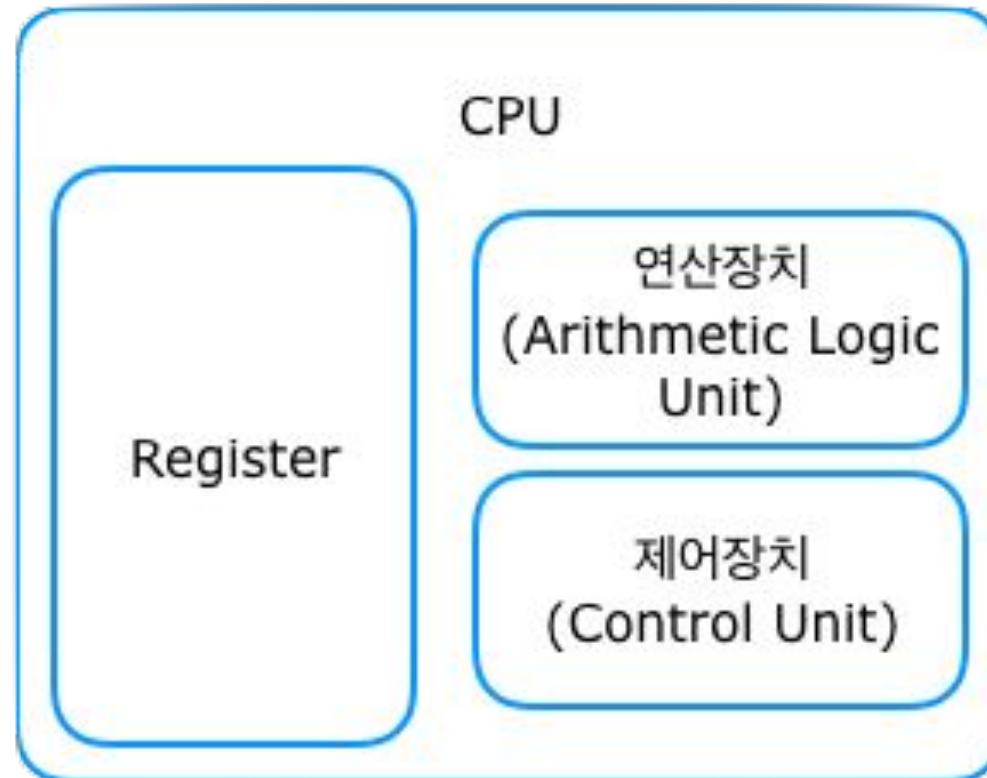 CPU
Register
연산장치
(Arithmetic Logic
Unit)
제어장치
(Control Unit)